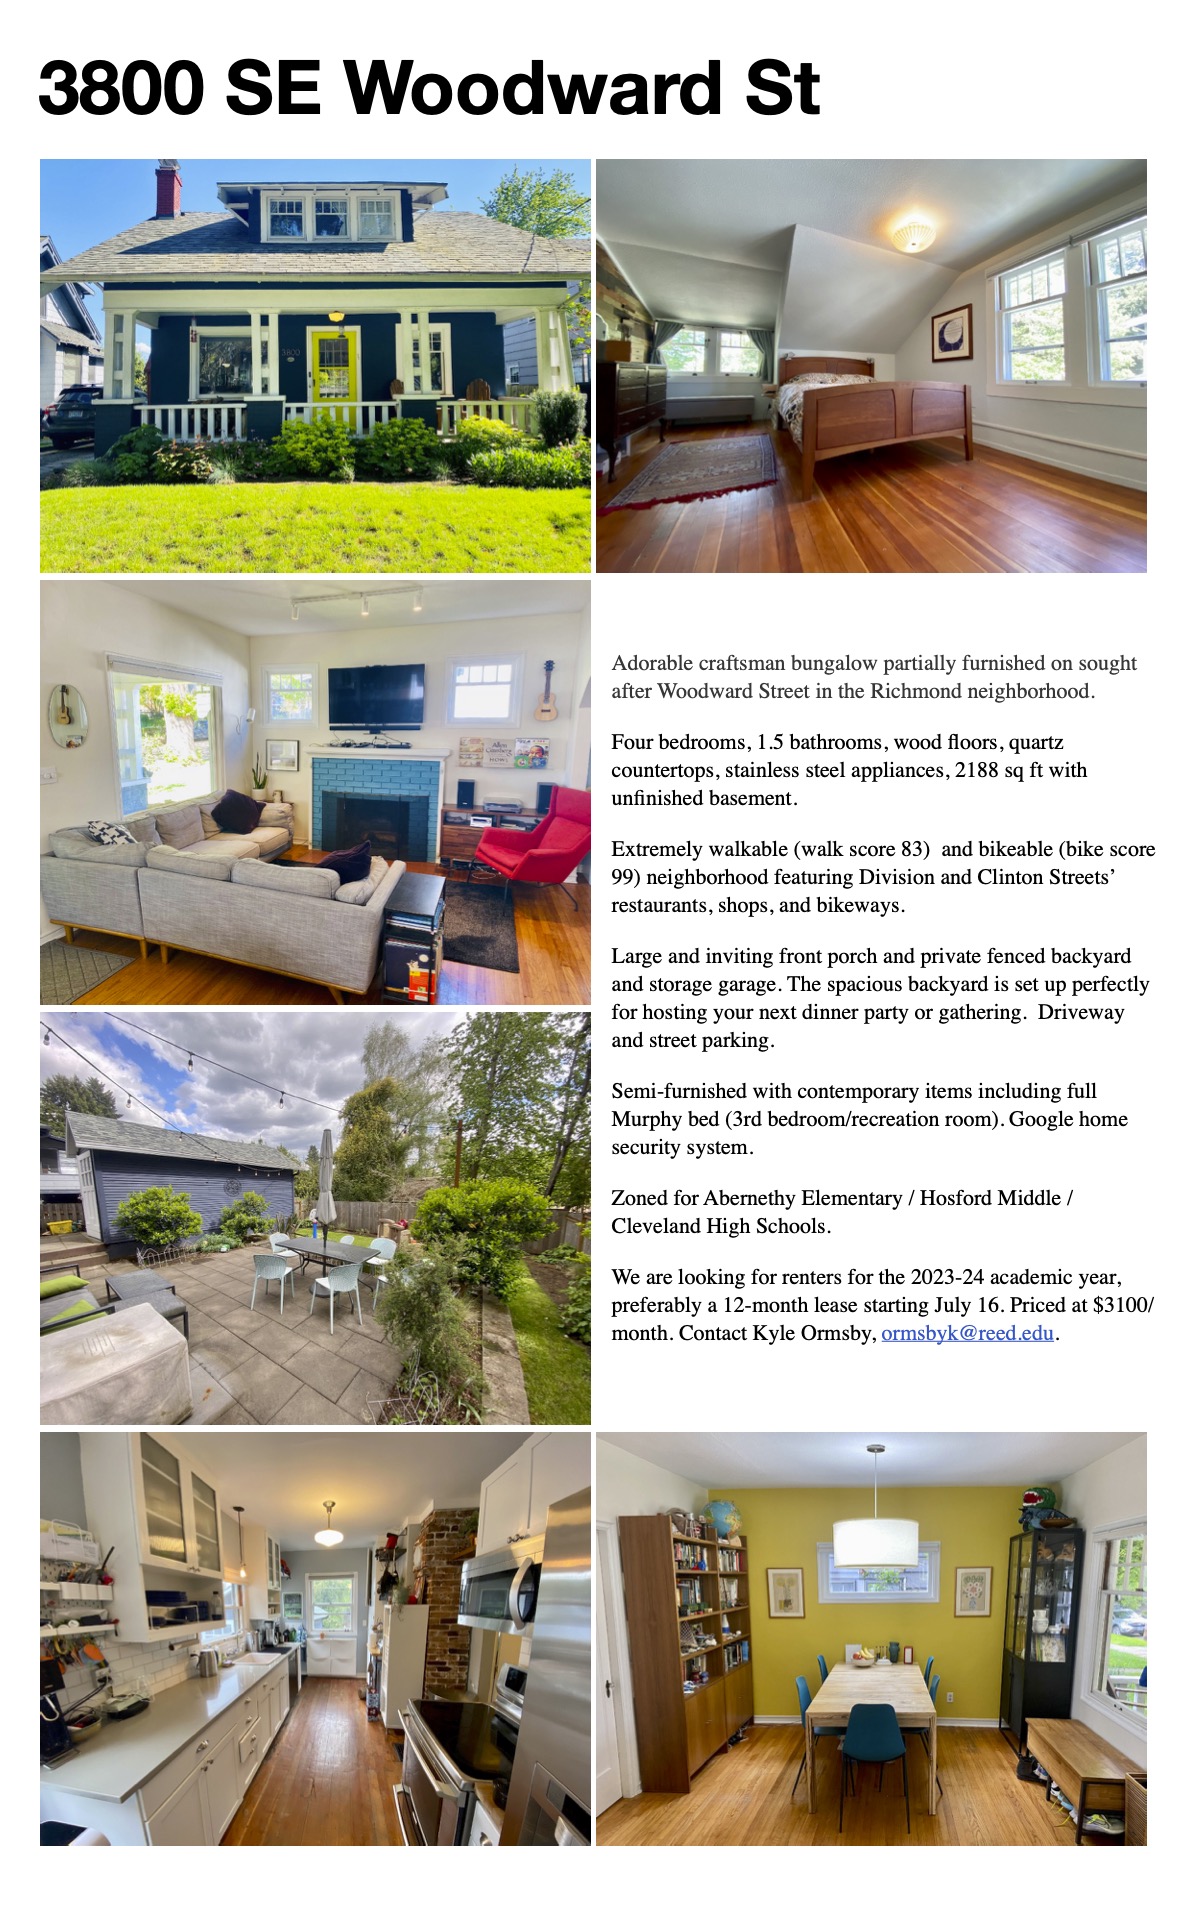 3800 SE Woodward St
3800
Adorable craftsman bungalow partially furnished on sought
after Woodward Street in the Richmond neighborhood.
Four bedrooms, 1.5 bathrooms, wood floors, quartz
countertops, stainless steel appliances, 2188 sq ft with
unfinished basement.
Extremely walkable (walk score 83)  and bikeable (bike score
99) neighborhood featuring Division and Clinton Streets’
restaurants, shops, and bikeways.
Large and inviting front porch and private fenced backyard
and storage garage. The spacious backyard is set up perfectly
for hosting your next dinner party or gathering.  Driveway
and street parking.
Semi-furnished with contemporary items including full
Murphy bed (3rd bedroom/recreation room). Google home
security system.
Zoned for Abernethy Elementary / Hosford Middle /
Cleveland High Schools.
We are looking for renters for the 2023-24 academic year,
preferably a 12-month lease starting July 16. Priced at $3100/
month. Contact Kyle Ormsby, ormsbyk@reed.edu.